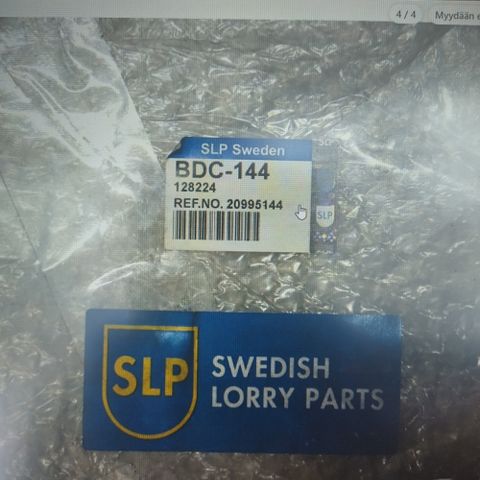 4 / 4
Myydään e
SLP Sweden
BDC-144
128224
REF.NO. 20995144
SLP
SLP
SWEDISH
LORRY PARTS